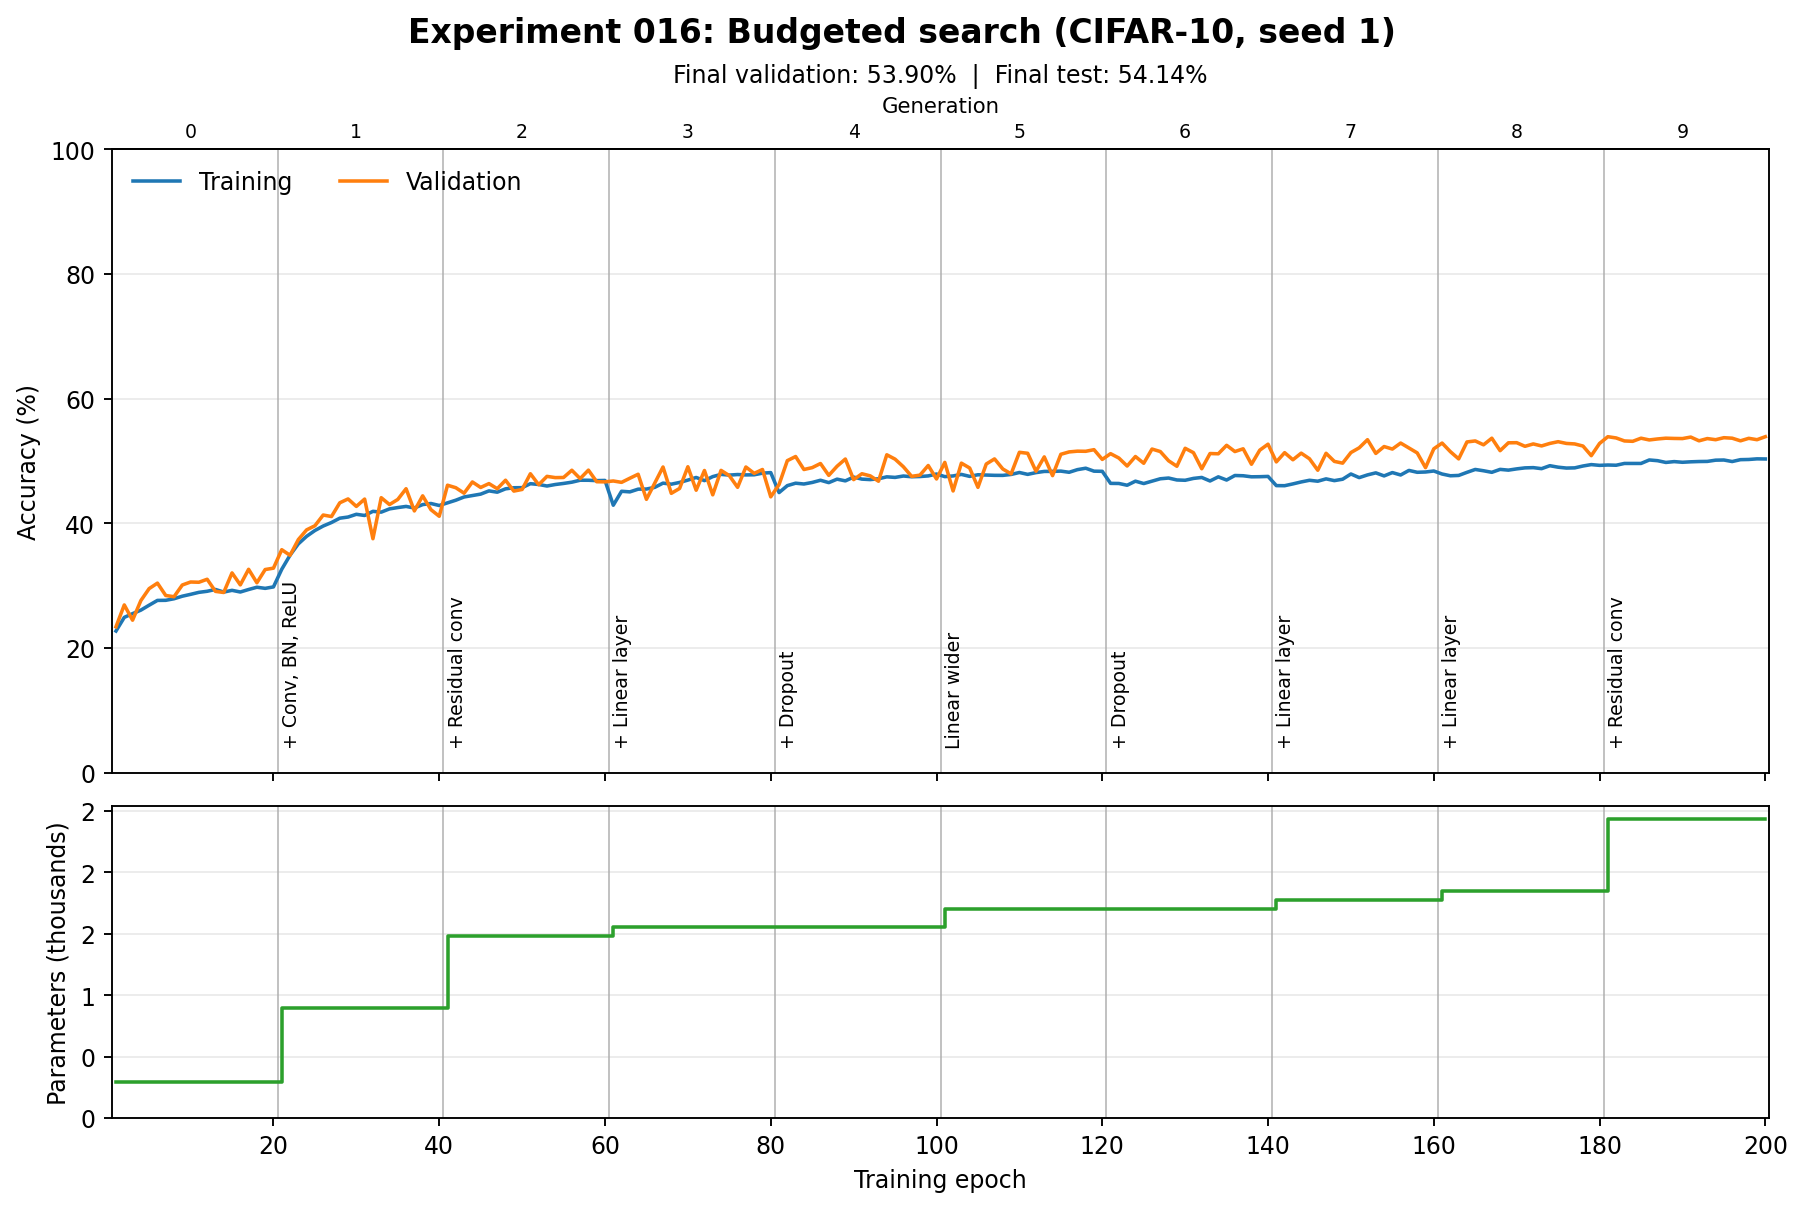 Experiment 016: Budgeted search (CIFAR-10, seed 1)
Final validation: 53.90%  |  Final test: 54.14%
Generation
0 1 2 3 4 5 6 7 8 9
Training Validation
Accuracy (%)
100
80
60
40
20
0
+ Conv, BN, ReLU
+ Residual conv
+ Linear layer
+ Dropout
Linear wider
+ Dropout
+ Linear layer
+ Linear layer
+ Residual conv
Parameters (thousands)
2
2
2
1
0
0
20 40 60 80 100 120 140 160 180 200
Training epoch